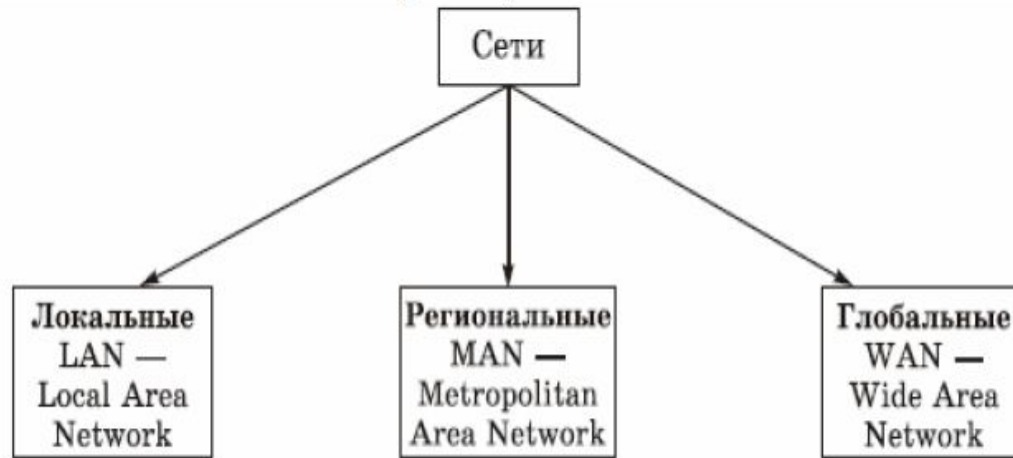 Сети
Локальные
LAN —
Local Area
Network
Региональные
MAN —
Metropolitan
Area Network
Глобальные
WAN —
Wide Area
Network